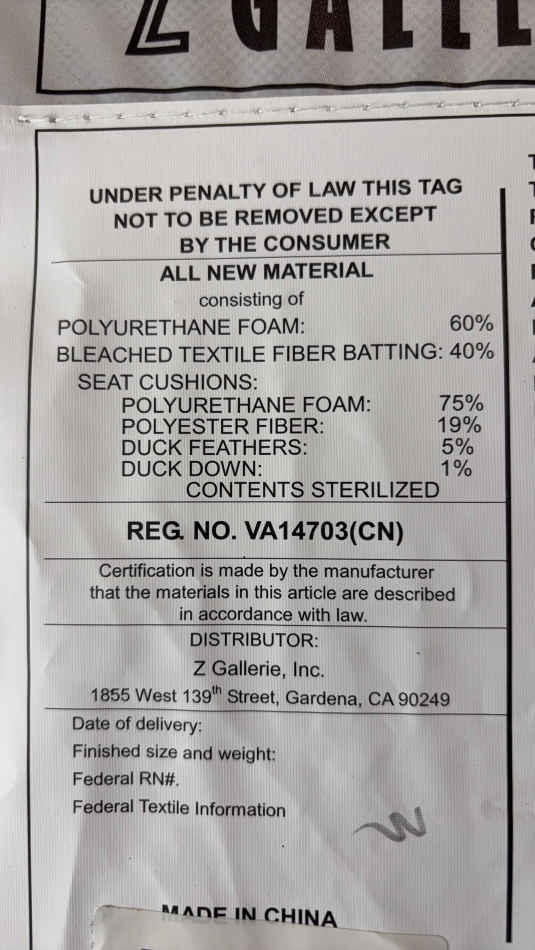 Z GALLE
UNDER PENALTY OF LAW THIS TAG
NOT TO BE REMOVED EXCEPT
BY THE CONSUMER
ALL NEW MATERIAL
consisting of
POLYURETHANE FOAM: 60%
BLEACHED TEXTILE FIBER BATTING: 40%
SEAT CUSHIONS:
POLYURETHANE FOAM: 75%
POLYESTER FIBER: 19%
DUCK FEATHERS: 5%
DUCK DOWN: 1%
CONTENTS STERILIZED
REG. NO. VA14703(CN)
Certification is made by the manufacturer
that the materials in this article are described
in accordance with law.
DISTRIBUTOR:
Z Gallerie, Inc.
1855 West 139th Street, Gardena, CA 90249
Date of delivery:
Finished size and weight:
Federal RN#.
Federal Textile Information
MADE IN CHINA